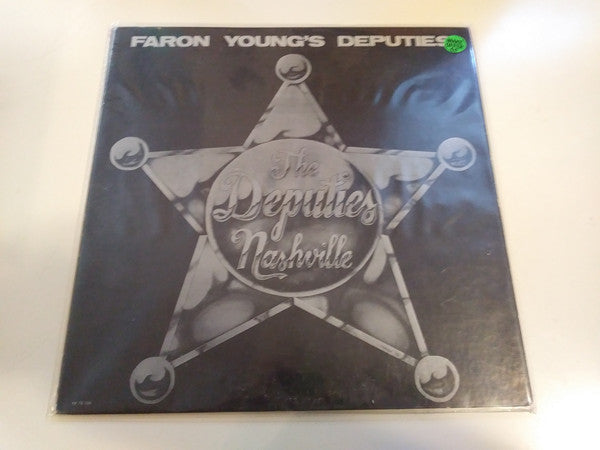 FARON YOUNG'S DEPUTIES
The
Deputies
Nashville